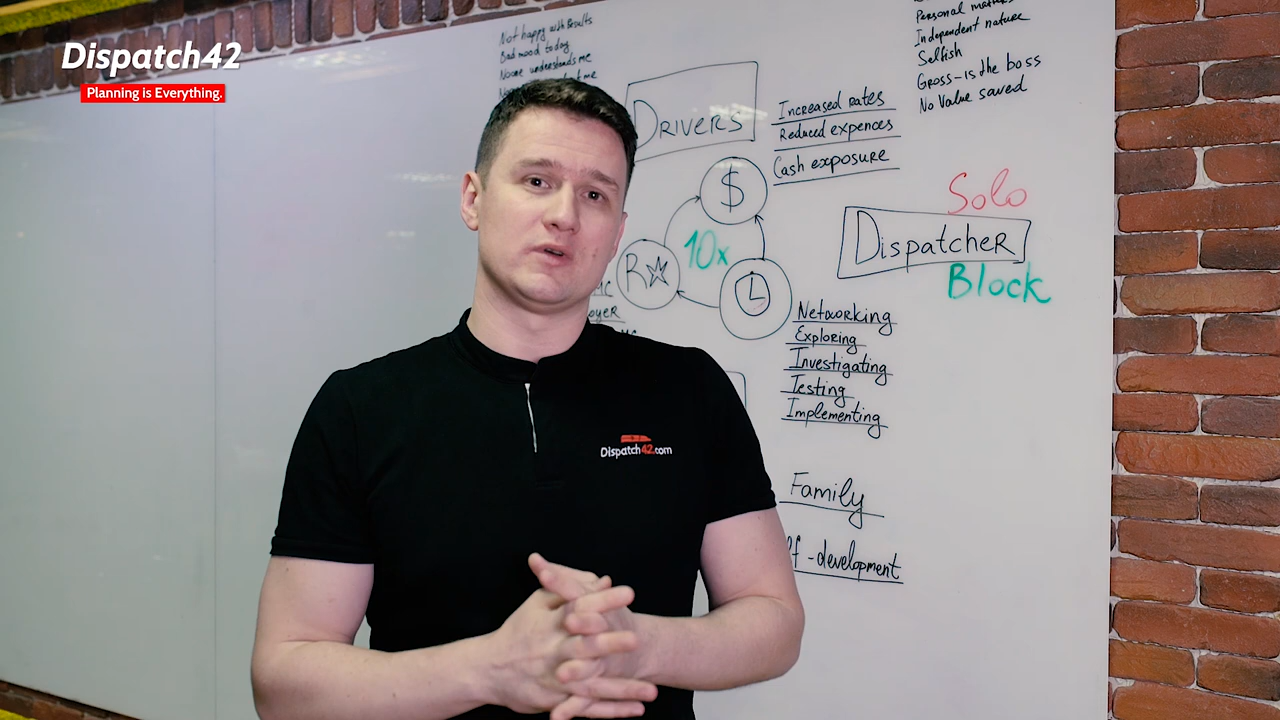 Dispatch42
Planning is Everything.
Not happy with Results
Bad mood today
Noone understands me
Personal matters
Independent nature
Selfish
Gross-is the boss
No Value saved
DRIVERS
Increased rates
Reduced expences
Cash exposure
$
10x
R
Solo
DispatcheR
Block
Networking
Exploring
Investigating
Testing
Implementing
Family
-development
Dispatch42.com